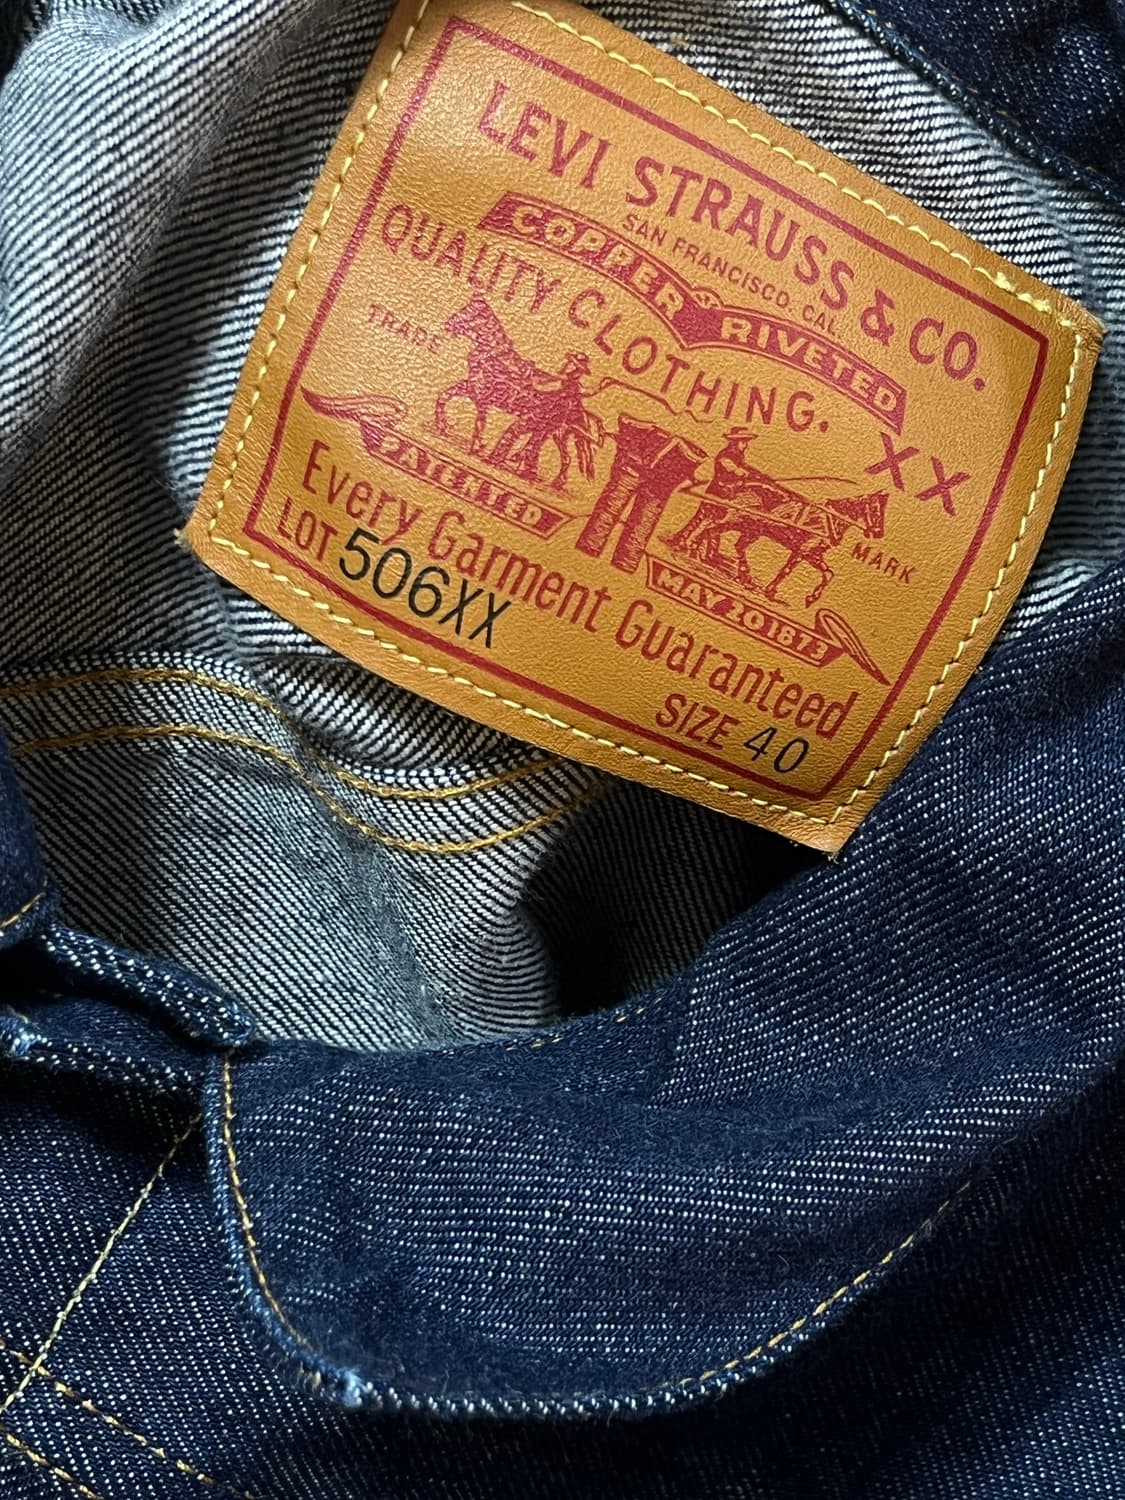 LEVI STRAUSS & CO.
SAN FRANCISCO, CAL.
COPPER RIVETED
QUALITY CLOTHING.
XX
TRADE MARK
PATENTED MAY 20 1873
Every Garment Guaranteed
LOT 506XX SIZE 40